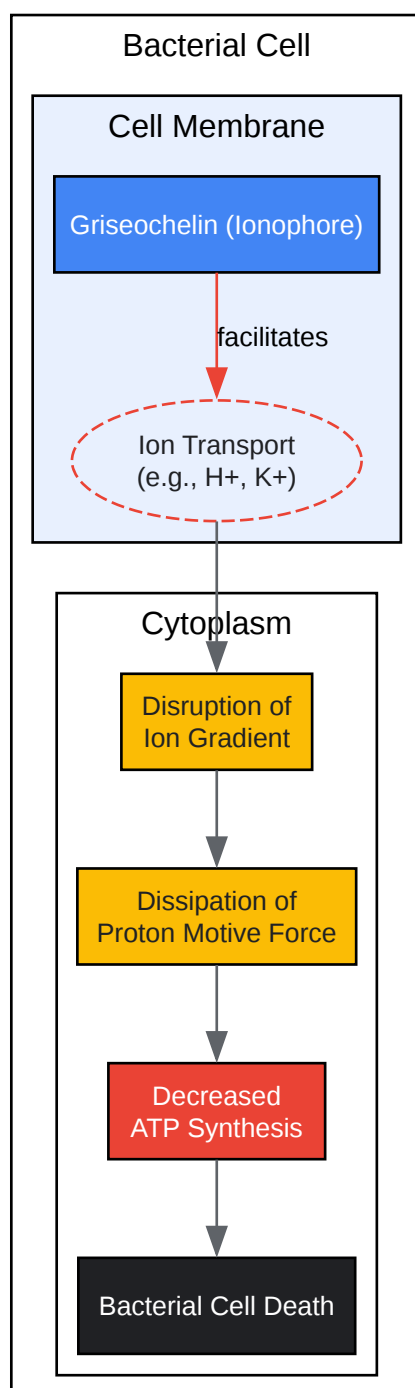 Bacterial Cell
Cell Membrane
Griseochelin (Ionophore)
facilitates
Ion Transport
(e.g., H+, K+)
Cytoplasm
Disruption of
Ion Gradient
Dissipation of
Proton Motive Force
Decreased
ATP Synthesis
Bacterial Cell Death